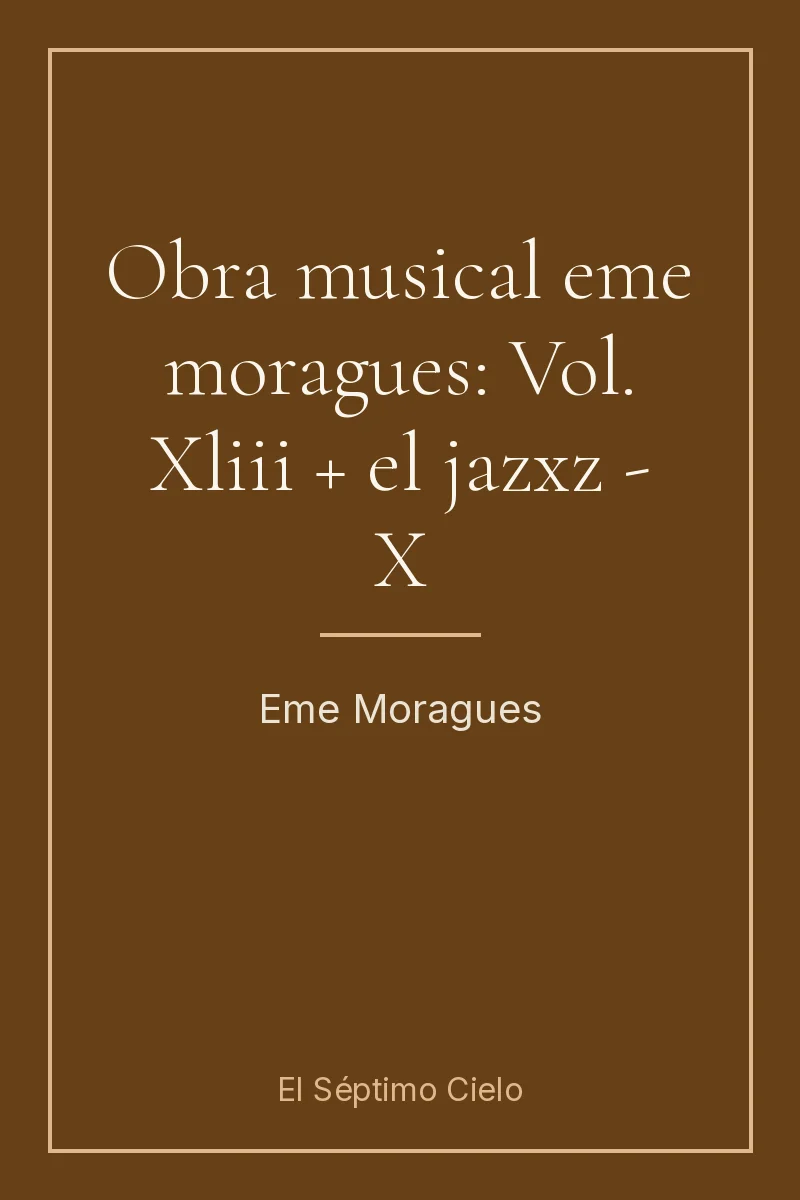 Obra musical eme
moragues: Vol.
Xliii + el jazxz -
X
Eme Moragues
El Séptimo Cielo